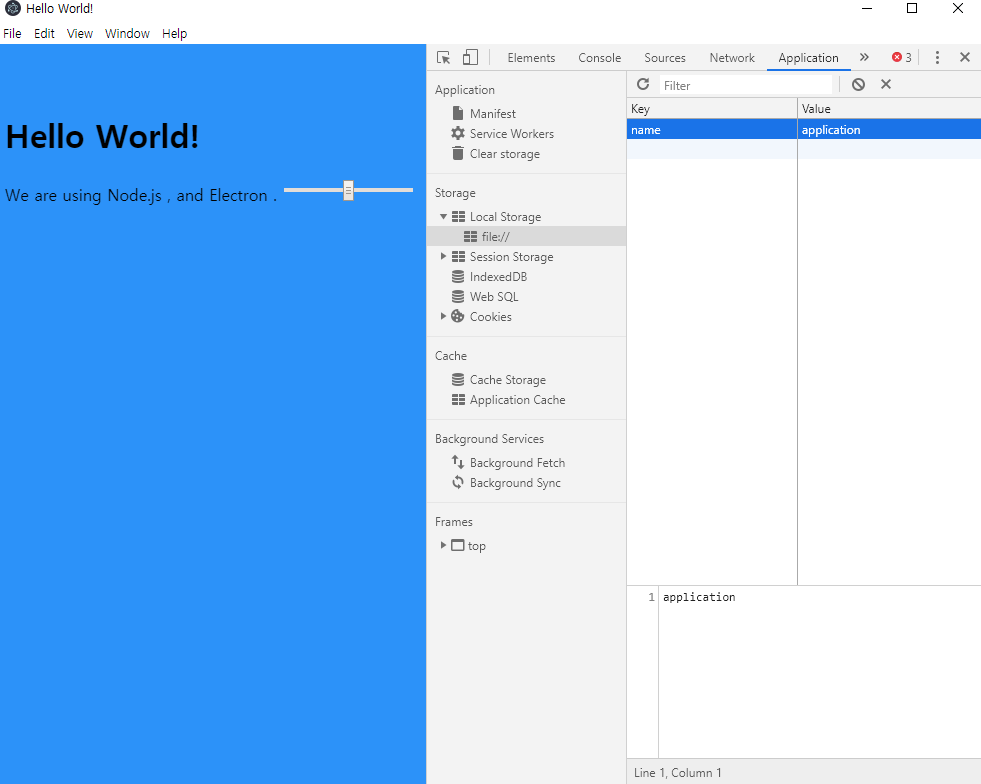 Hello World!
File Edit View Window Help
Elements Console Sources Network Application » 3
Hello World!
We are using Node.js , and Electron .
Application
Manifest
Service Workers
Clear storage
Storage
Local Storage
file://
Session Storage
IndexedDB
Web SQL
Cookies
Cache
Cache Storage
Application Cache
Background Services
Background Fetch
Background Sync
Frames
top
Filter
Key Value
name application
1 application
Line 1, Column 1